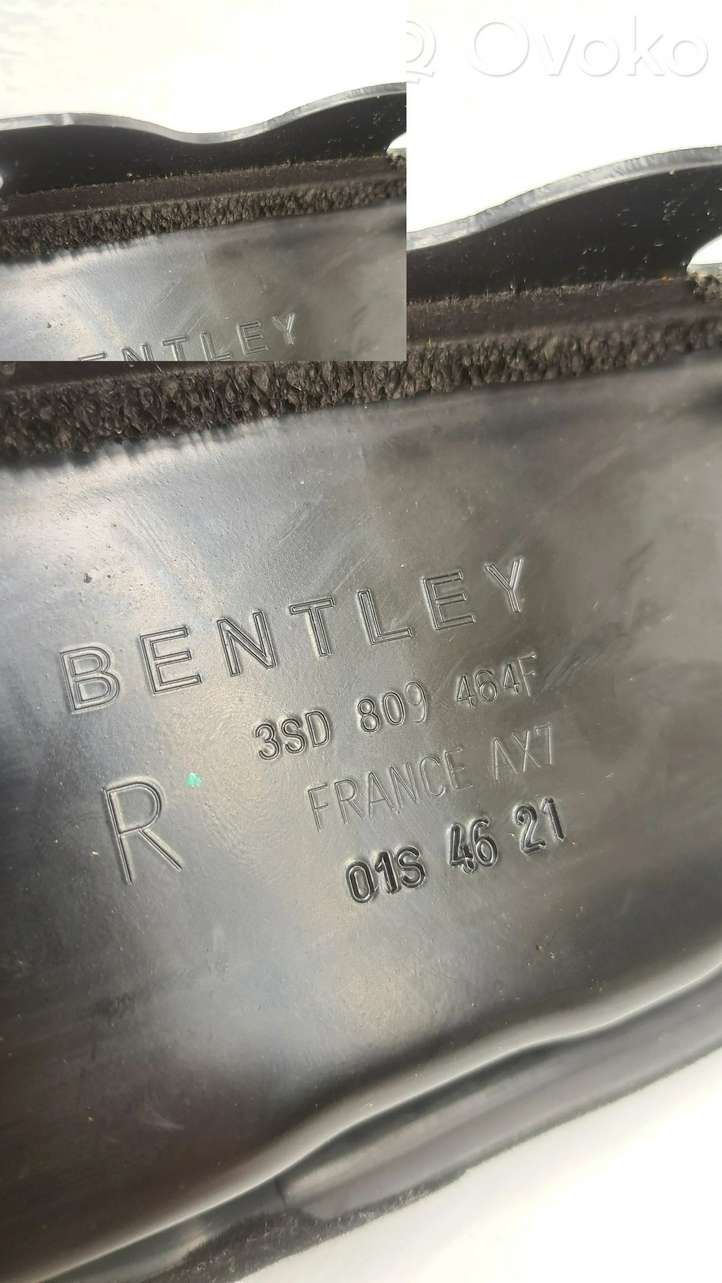 Ovoko
ENTLEY
BENTLEY
3SD 809 464F
R
FRANCE AX7
01S 46 21